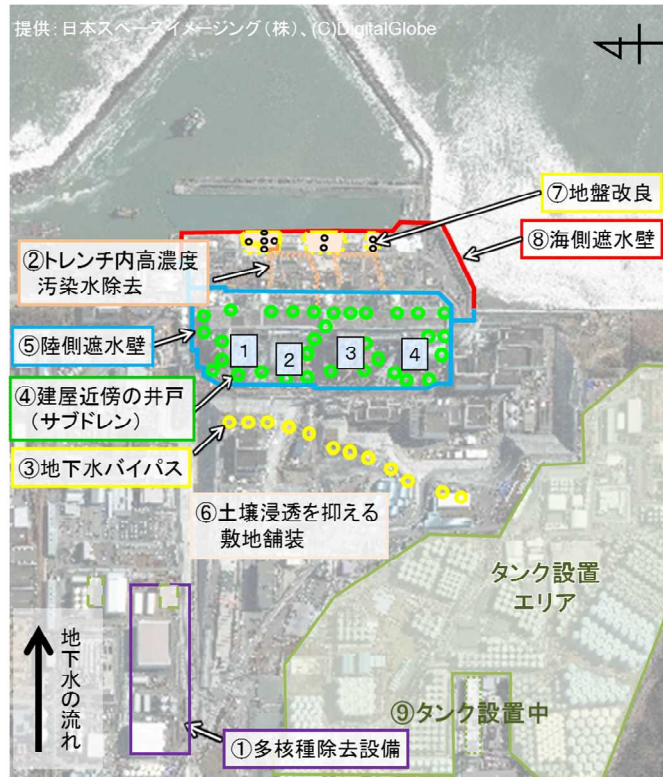 提供:日本スペースイメージング(株)、(C)DigitalGlobe
⑦地盤改良
⑧海側遮水壁
②トレンチ内高濃度
汚染水除去
⑤陸側遮水壁
1
2
3
4
④建屋近傍の井戸
(サブドレン)
③地下水バイパス
⑥土壌浸透を抑える
敷地舗装
タンク設置
エリア
地下水の流れ
⑨タンク設置中
①多核種除去設備